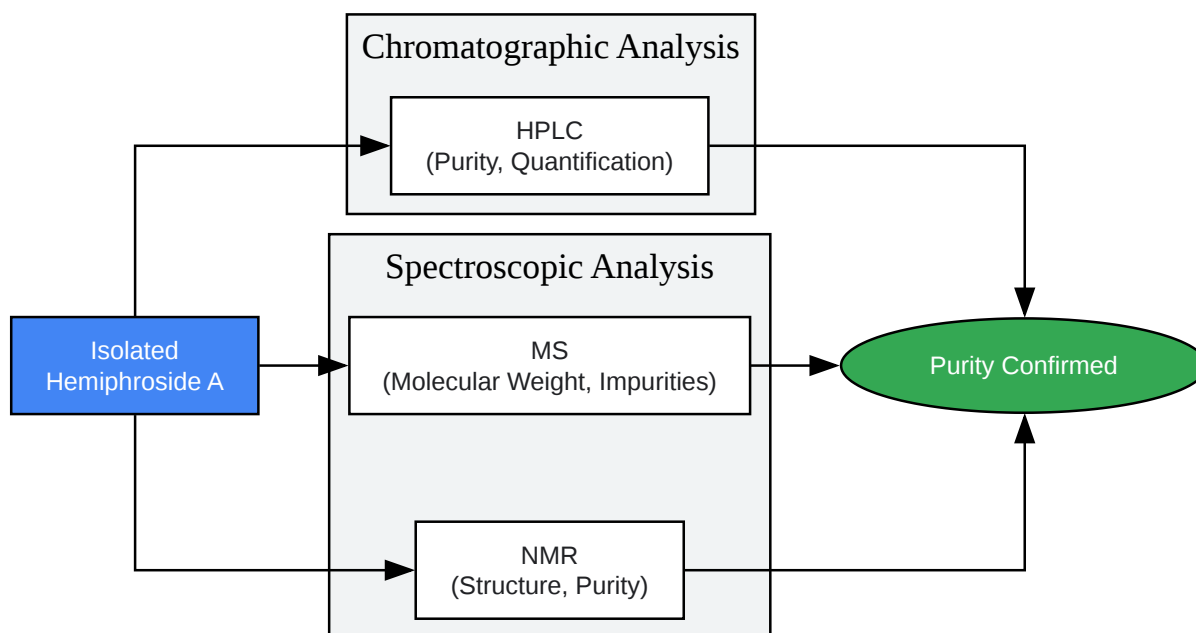 Chromatographic Analysis
HPLC
(Purity, Quantification)
Spectroscopic Analysis
Isolated
Hemiphroside A
MS
(Molecular Weight, Impurities)
Purity Confirmed
NMR
(Structure, Purity)